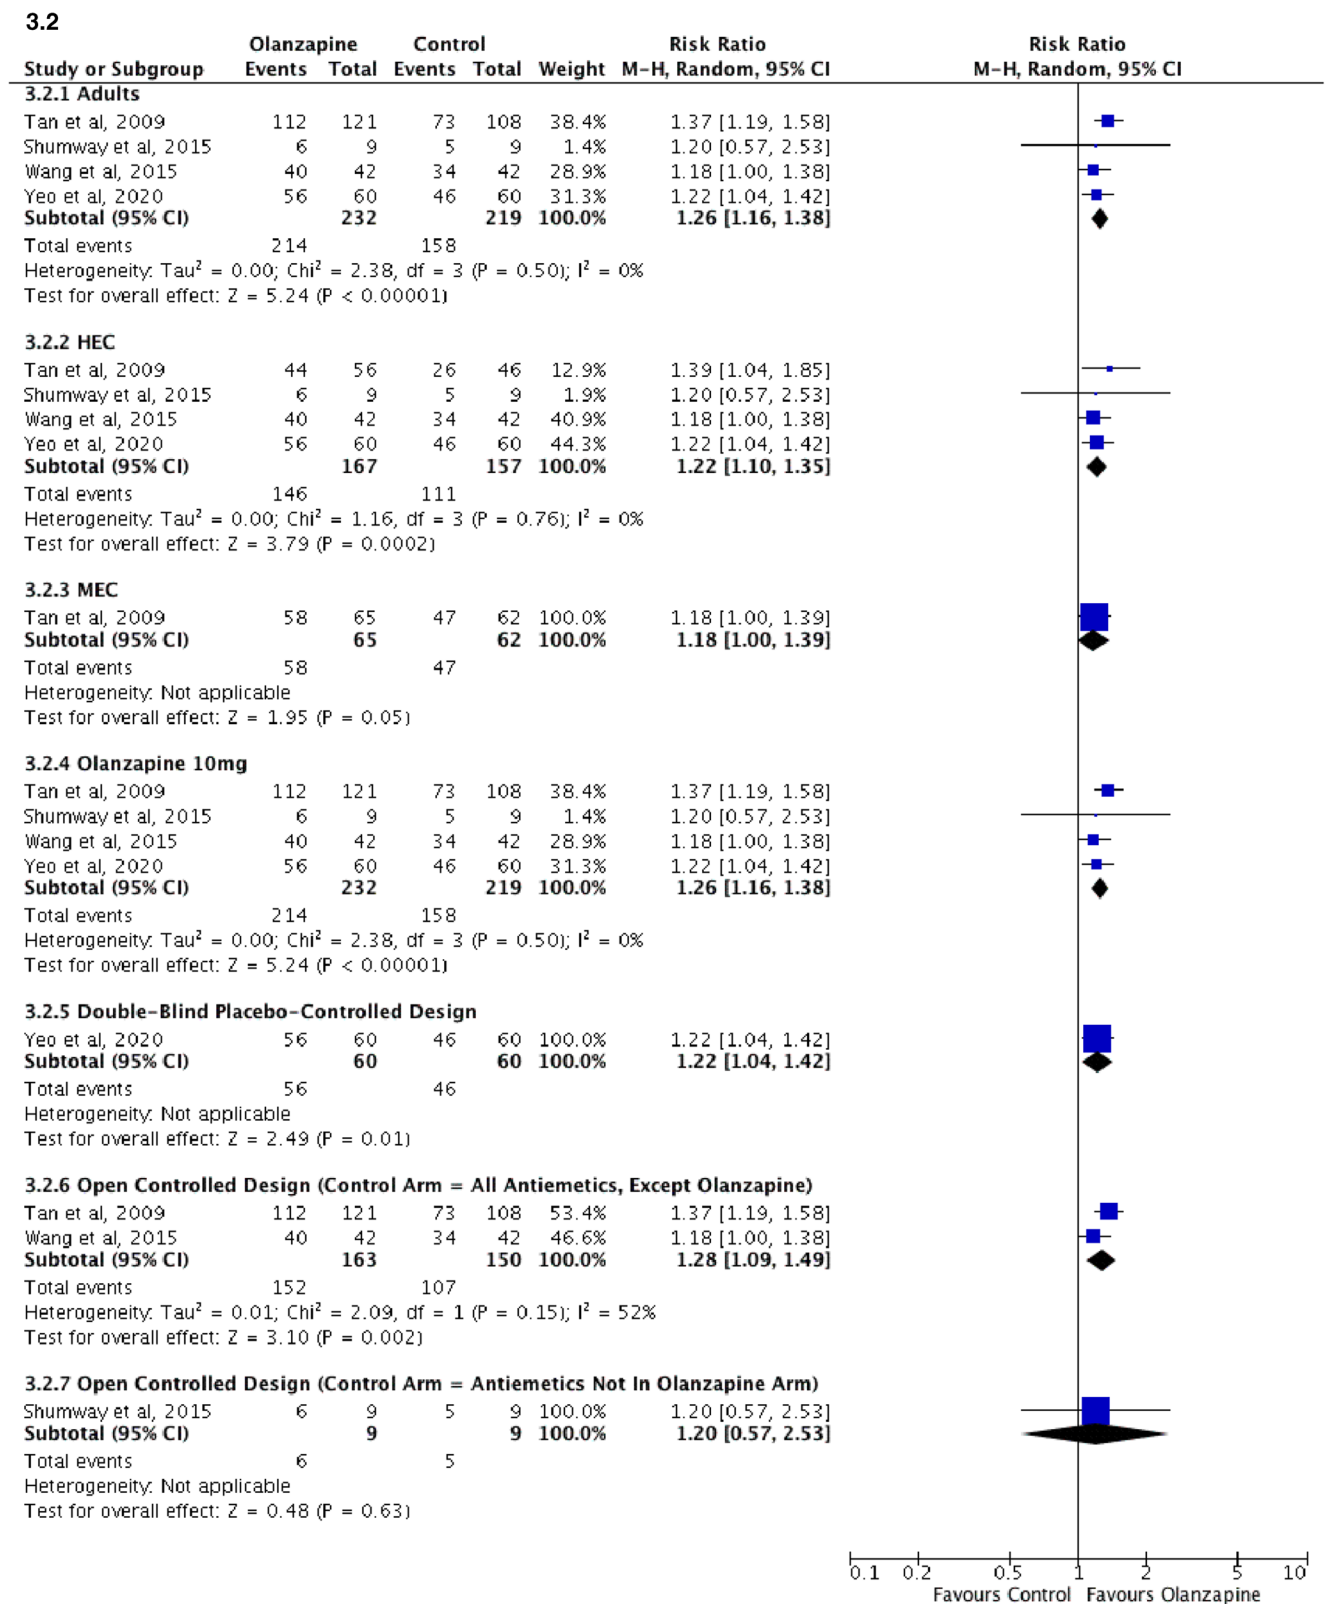 3.2
Olanzapine Control Risk Ratio Risk Ratio
Study or Subgroup Events Total Events Total Weight M-H, Random, 95% CI M-H, Random, 95% CI
3.2.1 Adults
Tan et al, 2009 112 121 73 108 38.4% 1.37 [1.19, 1.58]
Shumway et al, 2015 6 9 5 9 1.4% 1.20 [0.57, 2.53]
Wang et al, 2015 40 42 34 42 28.9% 1.18 [1.00, 1.38]
Yeo et al, 2020 56 60 46 60 31.3% 1.22 [1.04, 1.42]
Subtotal (95% CI) 232 219 100.0% 1.26 [1.16, 1.38]
Total events 214 158
Heterogeneity: Tau² = 0.00; Chi² = 2.38, df = 3 (P = 0.50); I² = 0%
Test for overall effect: Z = 5.24 (P < 0.00001)
3.2.2 HEC
Tan et al, 2009 44 56 26 46 12.9% 1.39 [1.04, 1.85]
Shumway et al, 2015 6 9 5 9 1.9% 1.20 [0.57, 2.53]
Wang et al, 2015 40 42 34 42 40.9% 1.18 [1.00, 1.38]
Yeo et al, 2020 56 60 46 60 44.3% 1.22 [1.04, 1.42]
Subtotal (95% CI) 167 157 100.0% 1.22 [1.10, 1.35]
Total events 146 111
Heterogeneity: Tau² = 0.00; Chi² = 1.16, df = 3 (P = 0.76); I² = 0%
Test for overall effect: Z = 3.79 (P = 0.0002)
3.2.3 MEC
Tan et al, 2009 58 65 47 62 100.0% 1.18 [1.00, 1.39]
Subtotal (95% CI) 65 62 100.0% 1.18 [1.00, 1.39]
Total events 58 47
Heterogeneity: Not applicable
Test for overall effect: Z = 1.95 (P = 0.05)
3.2.4 Olanzapine 10mg
Tan et al, 2009 112 121 73 108 38.4% 1.37 [1.19, 1.58]
Shumway et al, 2015 6 9 5 9 1.4% 1.20 [0.57, 2.53]
Wang et al, 2015 40 42 34 42 28.9% 1.18 [1.00, 1.38]
Yeo et al, 2020 56 60 46 60 31.3% 1.22 [1.04, 1.42]
Subtotal (95% CI) 232 219 100.0% 1.26 [1.16, 1.38]
Total events 214 158
Heterogeneity: Tau² = 0.00; Chi² = 2.38, df = 3 (P = 0.50); I² = 0%
Test for overall effect: Z = 5.24 (P < 0.00001)
3.2.5 Double-Blind Placebo-Controlled Design
Yeo et al, 2020 56 60 46 60 100.0% 1.22 [1.04, 1.42]
Subtotal (95% CI) 60 60 100.0% 1.22 [1.04, 1.42]
Total events 56 46
Heterogeneity: Not applicable
Test for overall effect: Z = 2.49 (P = 0.01)
3.2.6 Open Controlled Design (Control Arm = All Antiemetics, Except Olanzapine)
Tan et al, 2009 112 121 73 108 53.4% 1.37 [1.19, 1.58]
Wang et al, 2015 40 42 34 42 46.6% 1.18 [1.00, 1.38]
Subtotal (95% CI) 163 150 100.0% 1.28 [1.09, 1.49]
Total events 152 107
Heterogeneity: Tau² = 0.01; Chi² = 2.09, df = 1 (P = 0.15); I² = 52%
Test for overall effect: Z = 3.10 (P = 0.002)
3.2.7 Open Controlled Design (Control Arm = Antiemetics Not In Olanzapine Arm)
Shumway et al, 2015 6 9 5 9 100.0% 1.20 [0.57, 2.53]
Subtotal (95% CI) 9 9 100.0% 1.20 [0.57, 2.53]
Total events 6 5
Heterogeneity: Not applicable
Test for overall effect: Z = 0.48 (P = 0.63)
0.1 0.2 0.5 1 2 5 10
Favours Control Favours Olanzapine